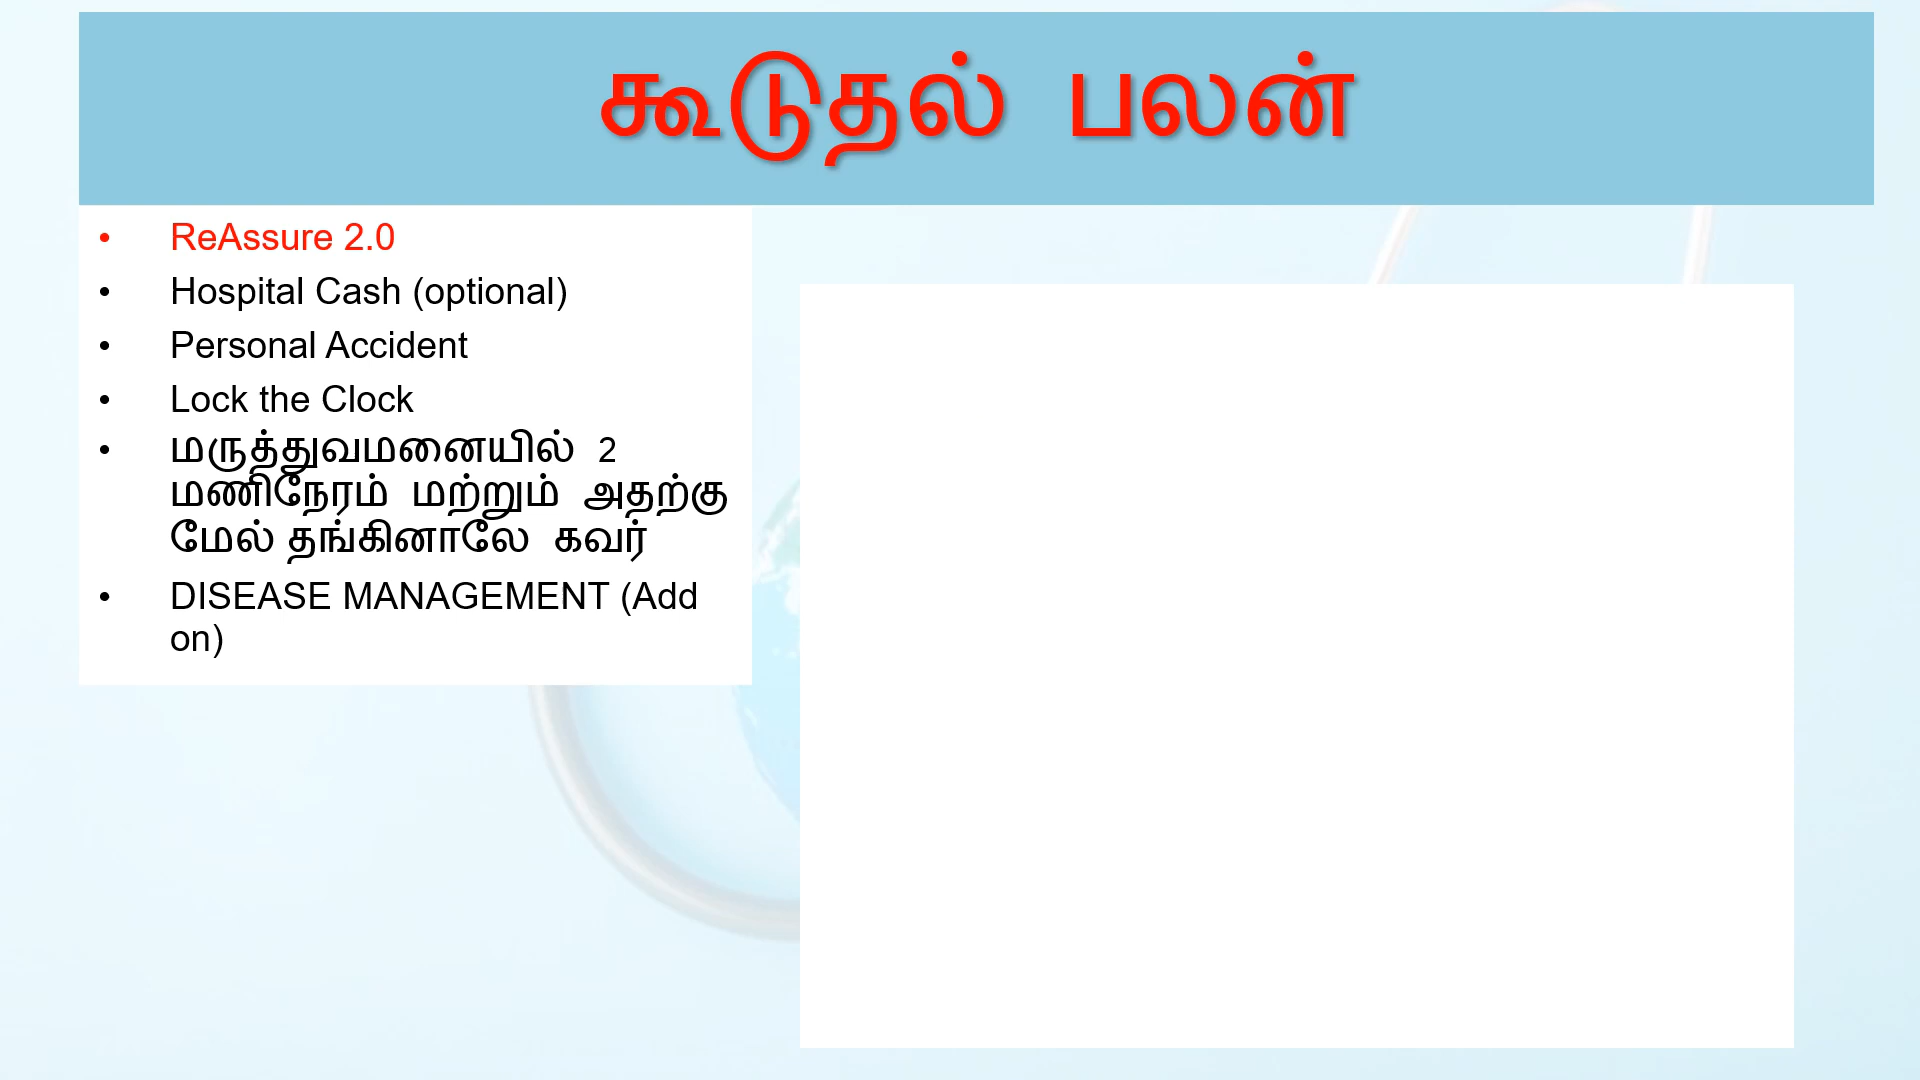 கூடுதல் பலன்
• ReAssure 2.0
• Hospital Cash (optional)
• Personal Accident
• Lock the Clock
• மருத்துவமனையில் 2
மணிநேரம் மற்றும் அதற்கு
மேல் தங்கினாலே கவர்
• DISEASE MANAGEMENT (Add
on)